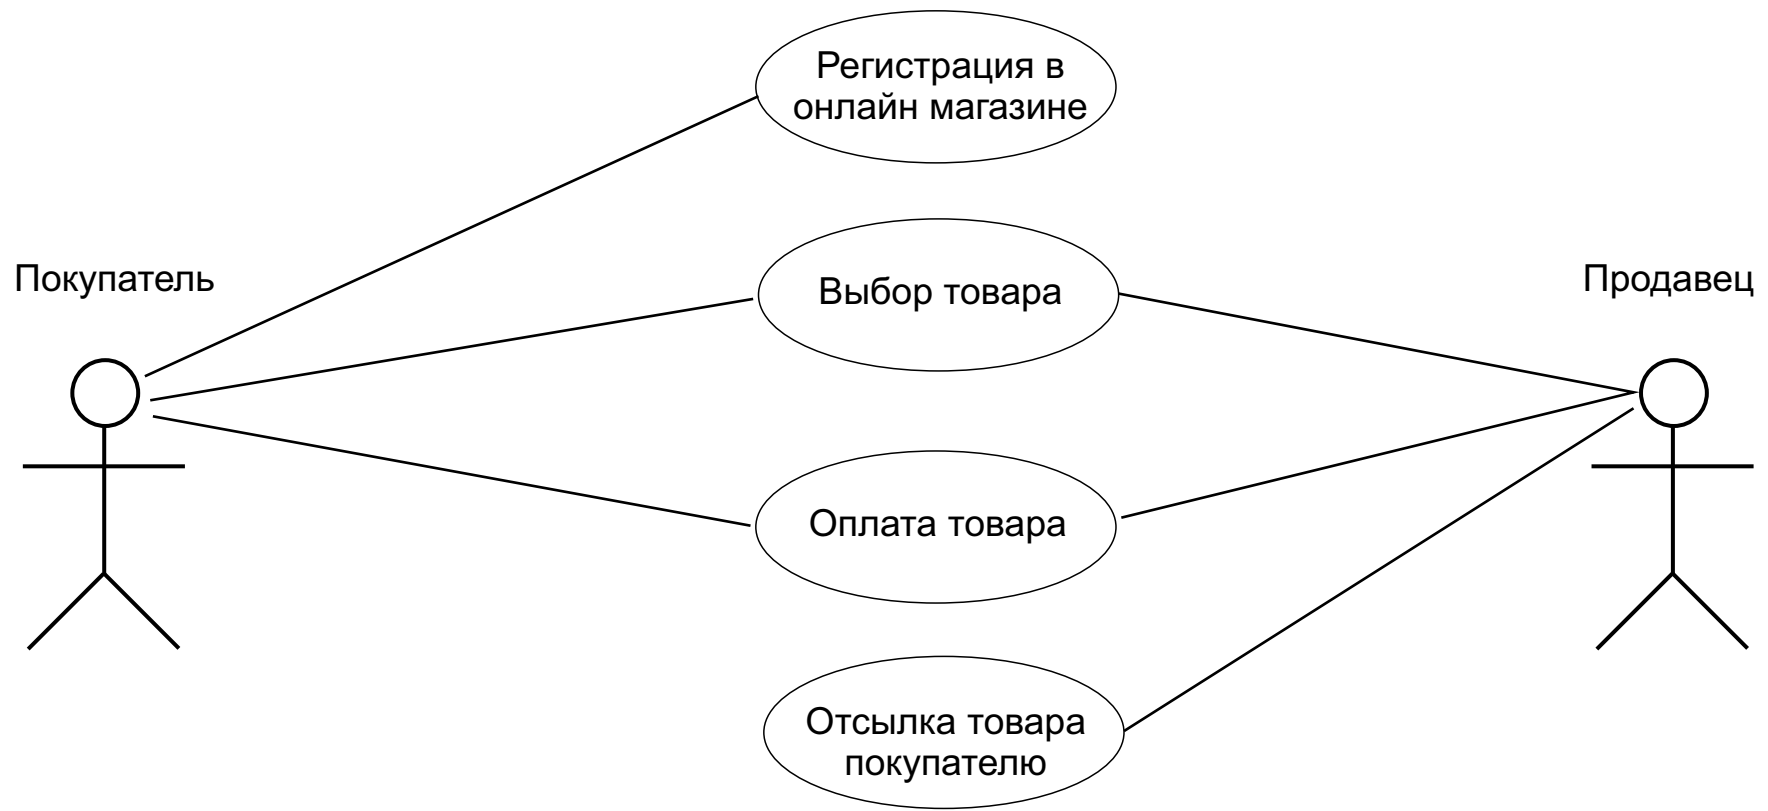 Регистрация в
онлайн магазине
Покупатель
Выбор товара
Продавец
Оплата товара
Отсылка товара
покупателю